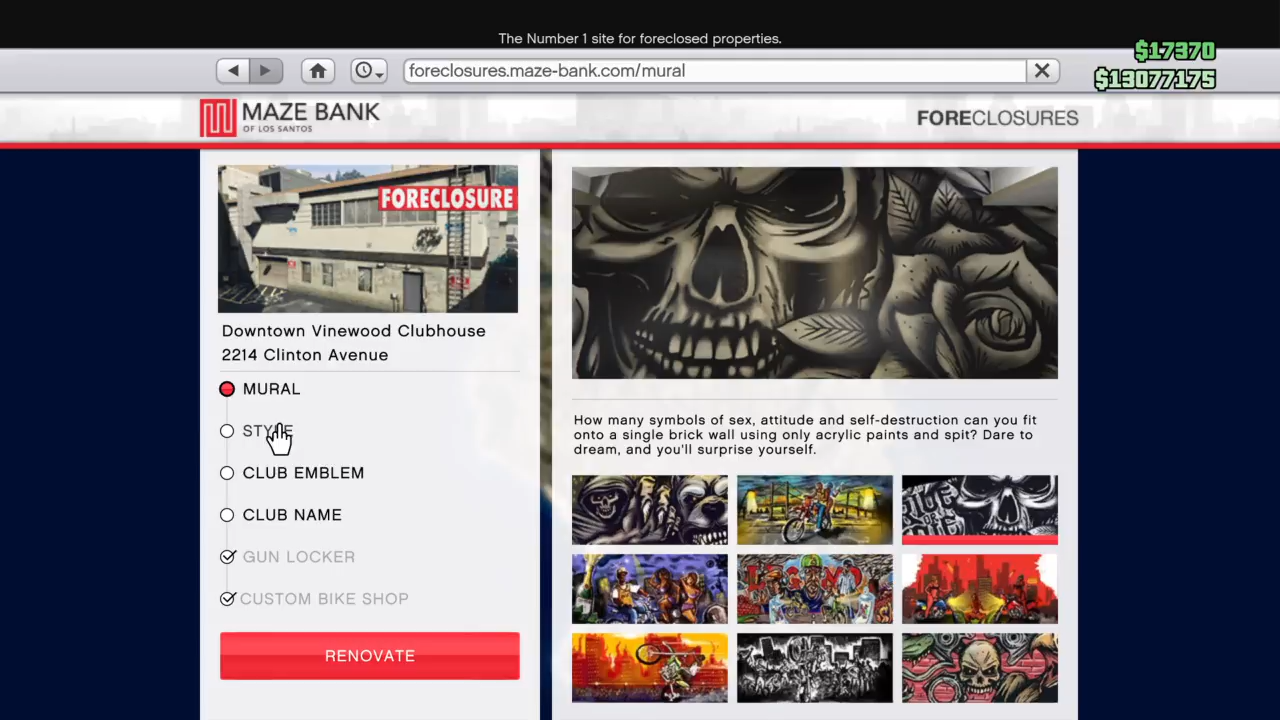 The Number 1 site for foreclosed properties.
$17370
foreclosures.maze-bank.com/mural
$13077175
MAZE BANK
OF LOS SANTOS
FORECLOSURES
FORECLOSURE
Downtown Vinewood Clubhouse
2214 Clinton Avenue
MURAL
STYLE
CLUB EMBLEM
CLUB NAME
GUN LOCKER
CUSTOM BIKE SHOP
RENOVATE
How many symbols of sex, attitude and self-destruction can you fit
onto a single brick wall using only acrylic paints and spit? Dare to
dream, and you'll surprise yourself.